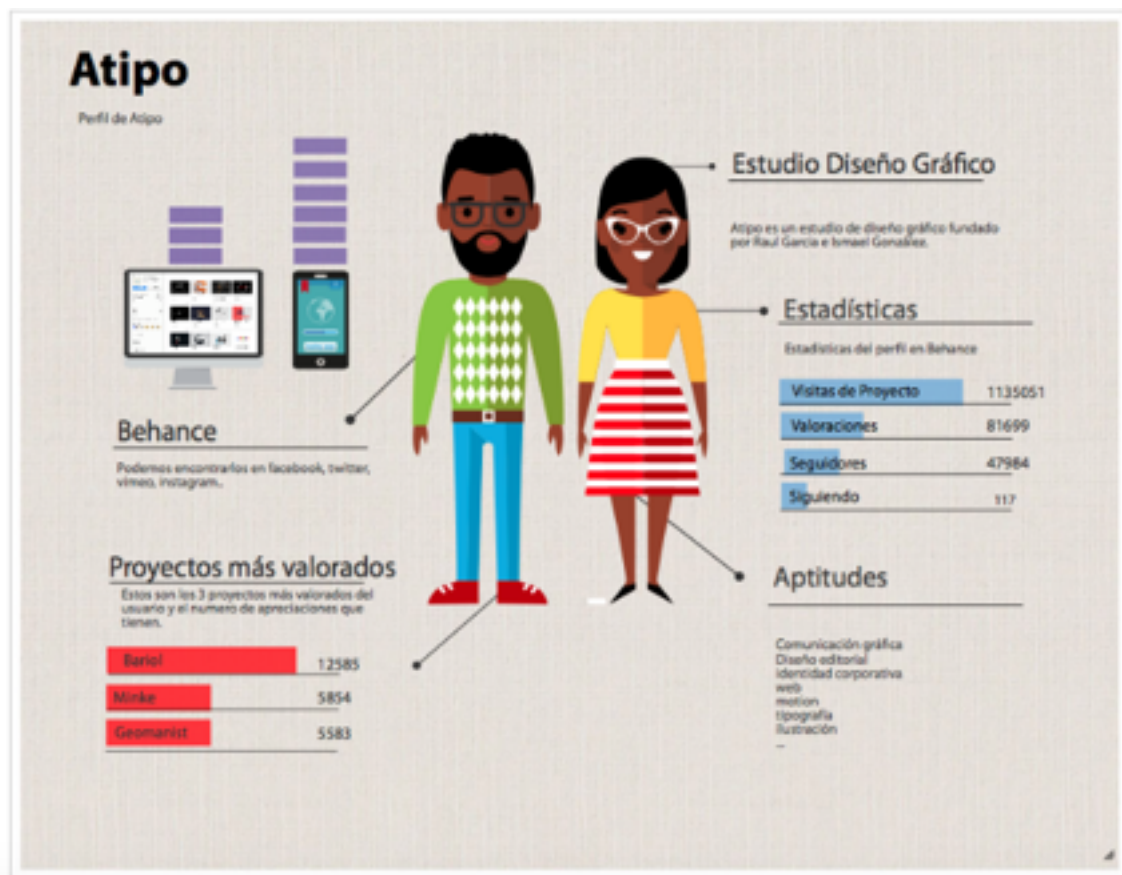 Atipo
Perfil de Atipo
Estudio Diseño Gráfico
Atipo es un estudio de diseño gráfico fundado
por Raul Garcia e Ismael González.
Estadísticas
Estadísticas del perfil en Behance
Visitas de Proyecto 1135051
Valoraciones 81699
Seguidores 47984
Siguiendo 117
Behance
Podemos encontrarlos en facebook, twitter,
vimeo, instagram..
Proyectos más valorados
Estos son los 3 proyectos más valorados del
usuario y el numero de apreciaciones que
tienen.
Bariol 12585
Minke 5854
Geomanist 5583
Aptitudes
Comunicación gráfica
Diseño editorial
Identidad corporativa
web
motion
tipografía
ilustración
...